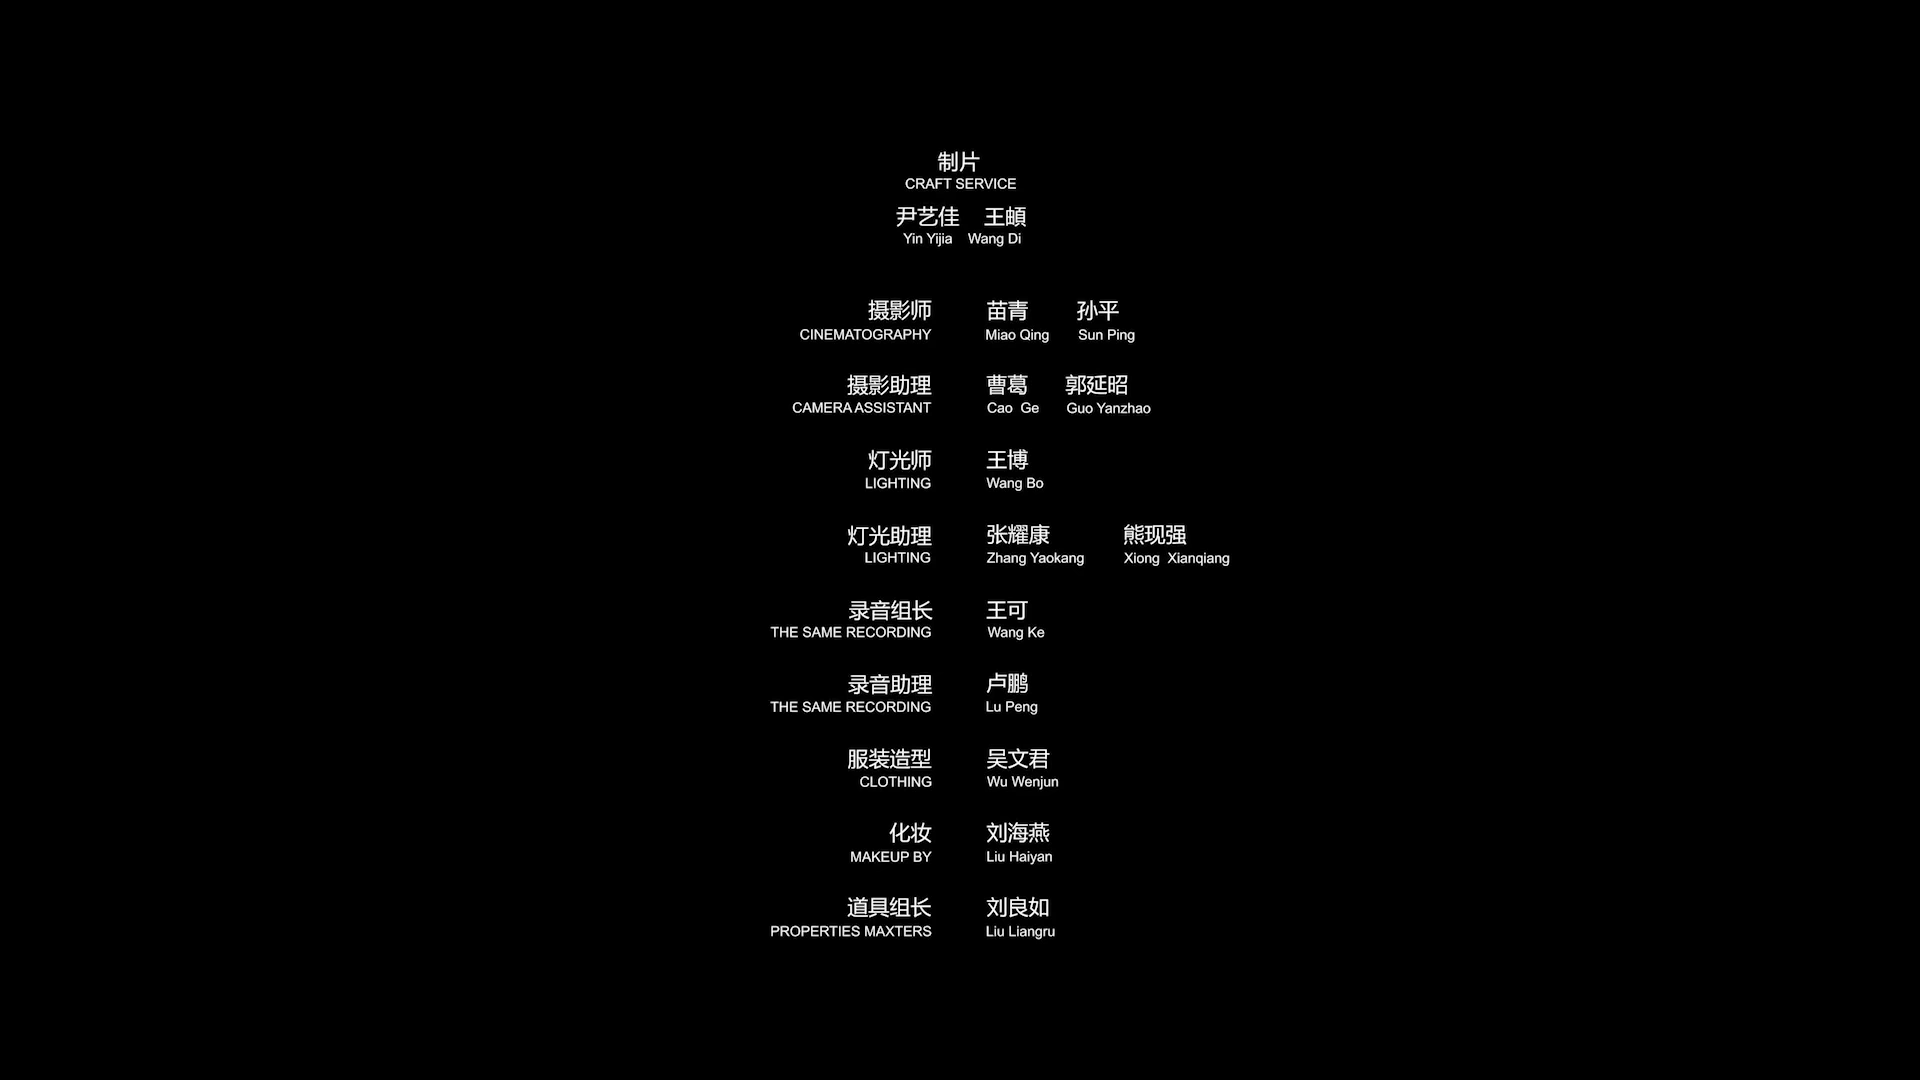 制片
CRAFT SERVICE
尹艺佳 王頔
Yin Yijia Wang Di
摄影师 苗青 孙平
CINEMATOGRAPHY Miao Qing Sun Ping
摄影助理 曹葛 郭延昭
CAMERA ASSISTANT Cao Ge Guo Yanzhao
灯光师 王博
LIGHTING Wang Bo
灯光助理 张耀康 熊现强
LIGHTING Zhang Yaokang Xiong Xianqiang
录音组长 王可
THE SAME RECORDING Wang Ke
录音助理 卢鹏
THE SAME RECORDING Lu Peng
服装造型 吴文君
CLOTHING Wu Wenjun
化妆 刘海燕
MAKEUP BY Liu Haiyan
道具组长 刘良如
PROPERTIES MAXTERS Liu Liangru